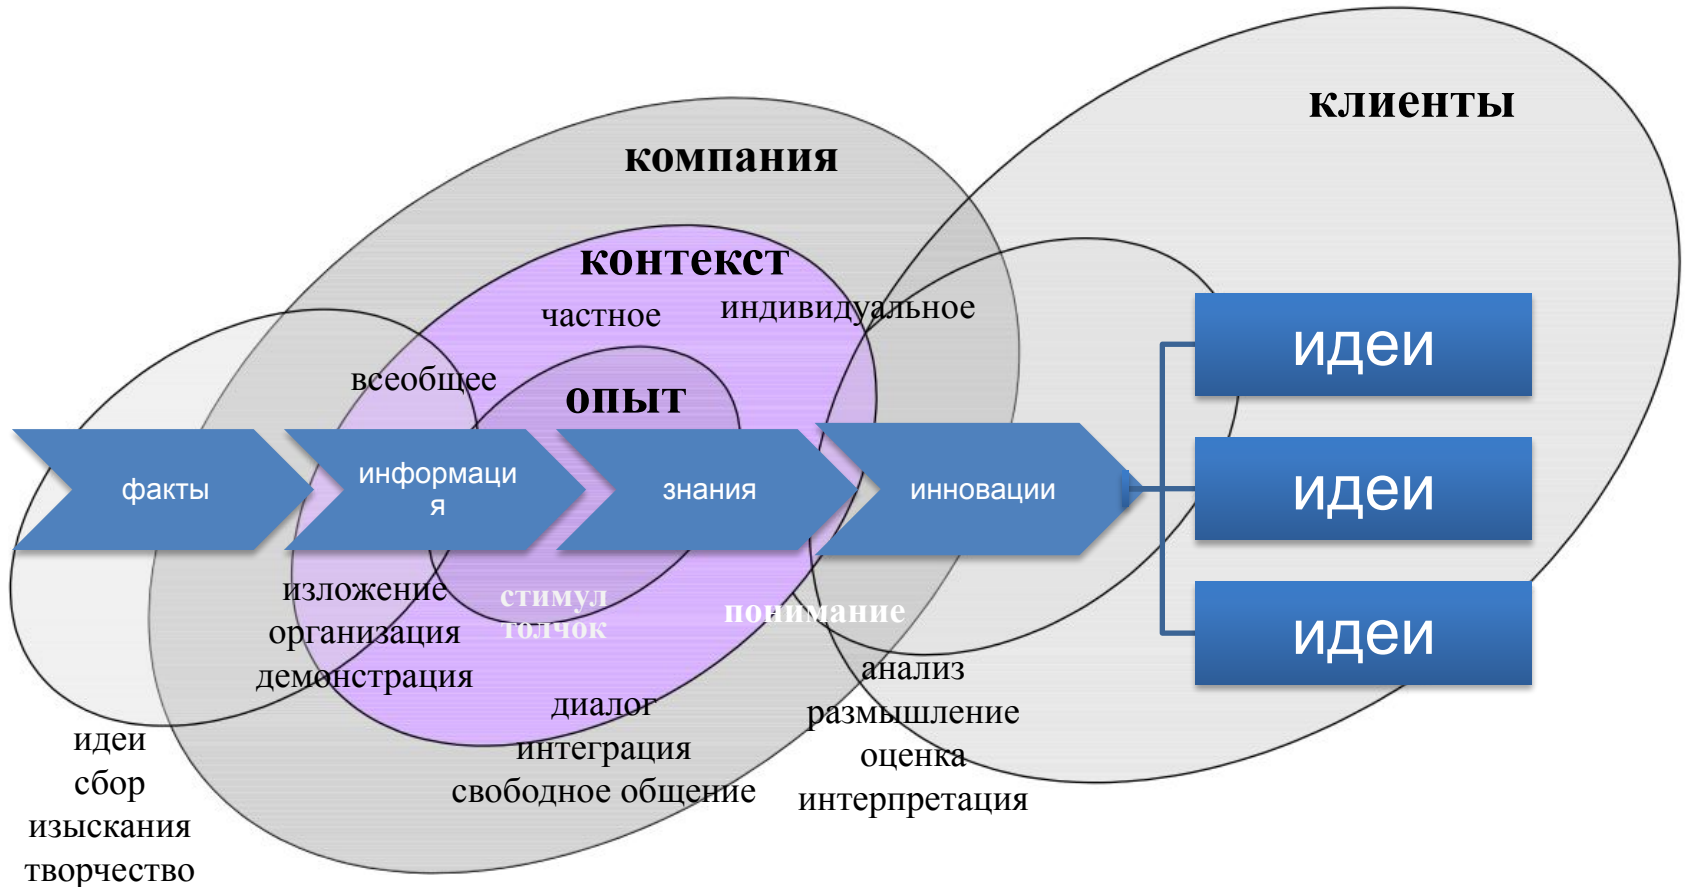 клиенты
компания
контекст
частное
индивидуальное
всеобщее
опыт
факты
информаци
я
знания
инновации
идеи
идеи
идеи
стимул
толчок
понимание
изложение
организация
демонстрация
диалог
интеграция
свободное общение
анализ
размышление
оценка
интерпретация
идеи
сбор
изыскания
творчество